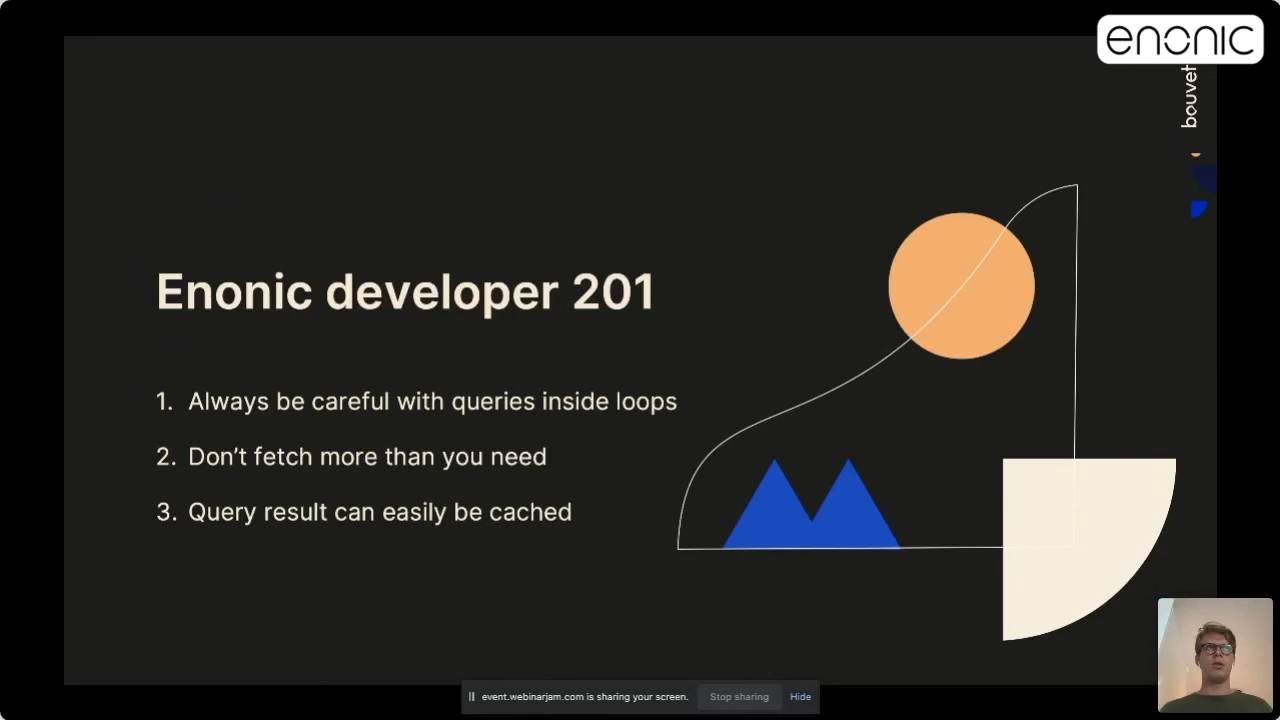 enonic
bouvet
Enonic developer 201
1. Always be careful with queries inside loops
2. Don't fetch more than you need
3. Query result can easily be cached
event.webinarjam.com is sharing your screen. Stop sharing Hide